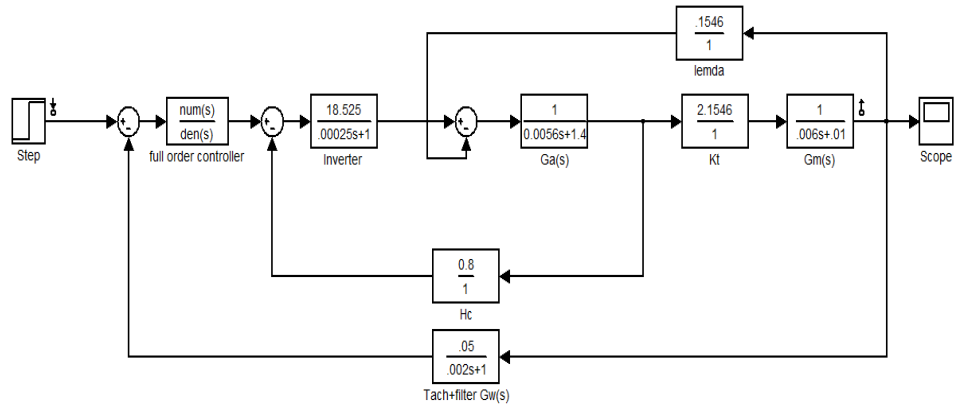 .1546
1
lemda
Step
+
-
num(s)
den(s)
full order controller
+
-
18.525
.00025s+1
Inverter
+
-
1
0.0056s+1.4
Ga(s)
2.1546
1
Kt
1
.006s+.01
Gm(s)
Scope
0.8
1
Hc
.05
.002s+1
Tach+filter Gw(s)